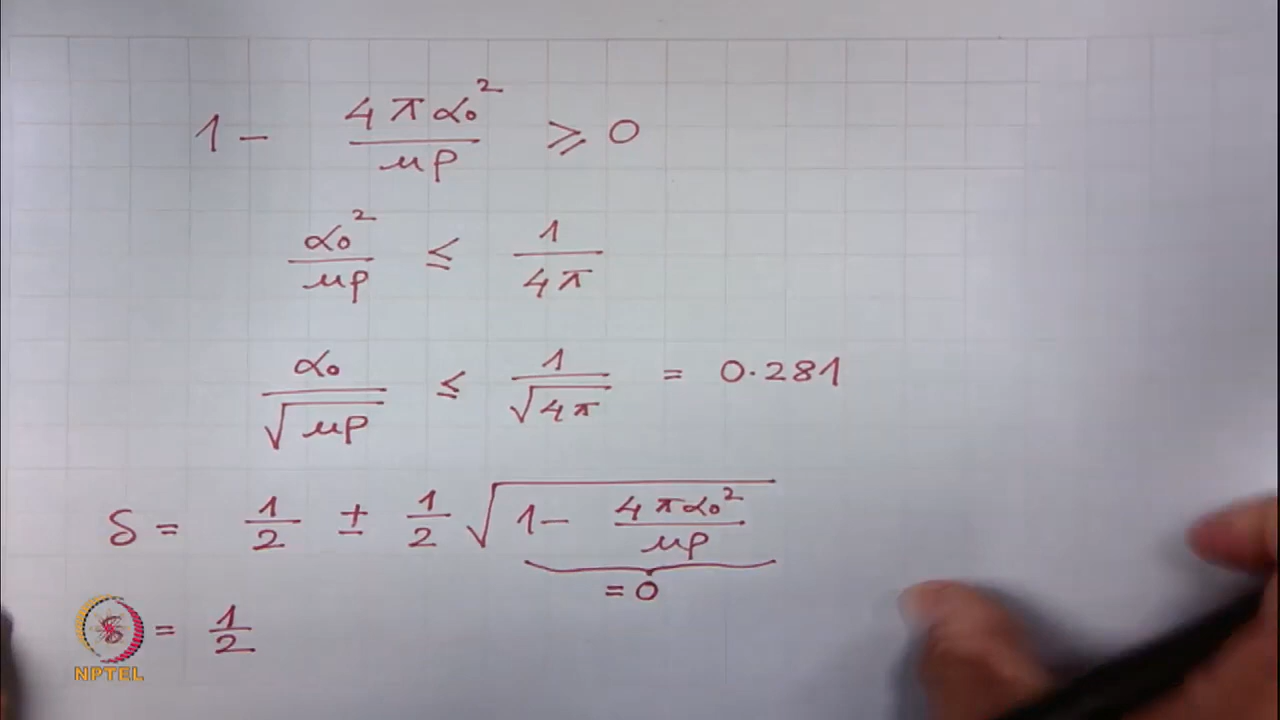 1 - 4πα₀² / μρ ⩾ 0
α₀² / μρ ≤ 1 / 4π
α₀ / √μρ ≤ 1 / √4π = 0.281
δ = 1/2 ± 1/2 √(1 - 4πα₀² / μρ)
= 0
δ = 1/2
NPTEL